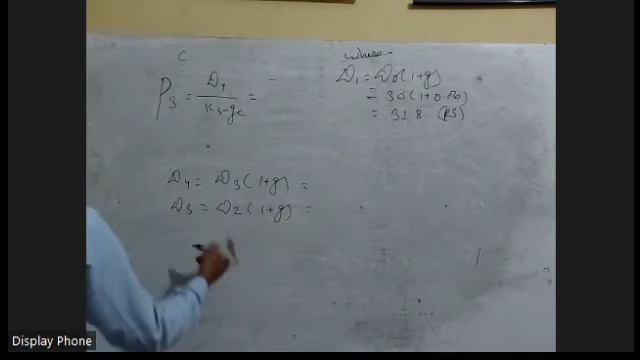 C
P3 = D4 / Ks-gc =
where
D1 = D0(1+g)
= 30(1+0.
= 31.8 (RS)
D4 = D3(1+g) =
D3 = D2(1+g) =
Display Phone